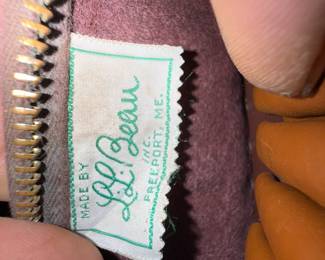 MADE BY
L.L. Bean
INC.
FREEPORT, ME.